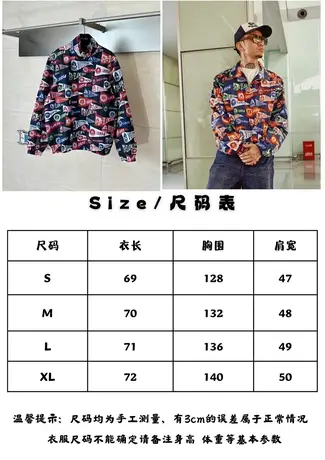 Size/尺码表
尺码 衣长 胸围 肩宽
S 69 128 47
M 70 132 48
L 71 136 49
XL 72 140 50
温馨提示：尺码均为手工测量、有3cm的误差属于正常情况
衣服尺码不能确定请备注身高 体重等基本参数